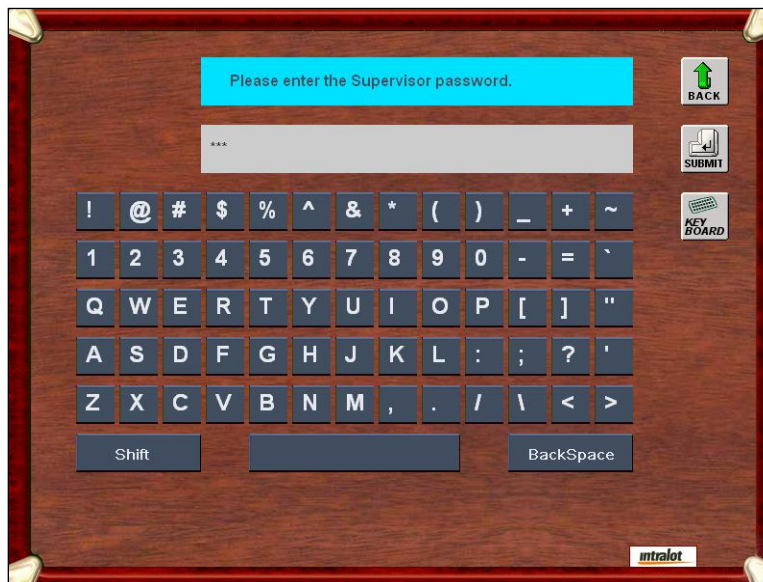 Please enter the Supervisor password.
BACK
***
SUBMIT
! @ # $ % ^ & * ( ) _ + ~
KEY
BOARD
1 2 3 4 5 6 7 8 9 0 - = `
Q W E R T Y U I O P [ ] "
A S D F G H J K L : ; ? '
Z X C V B N M , . / \ < >
Shift BackSpace
intralot